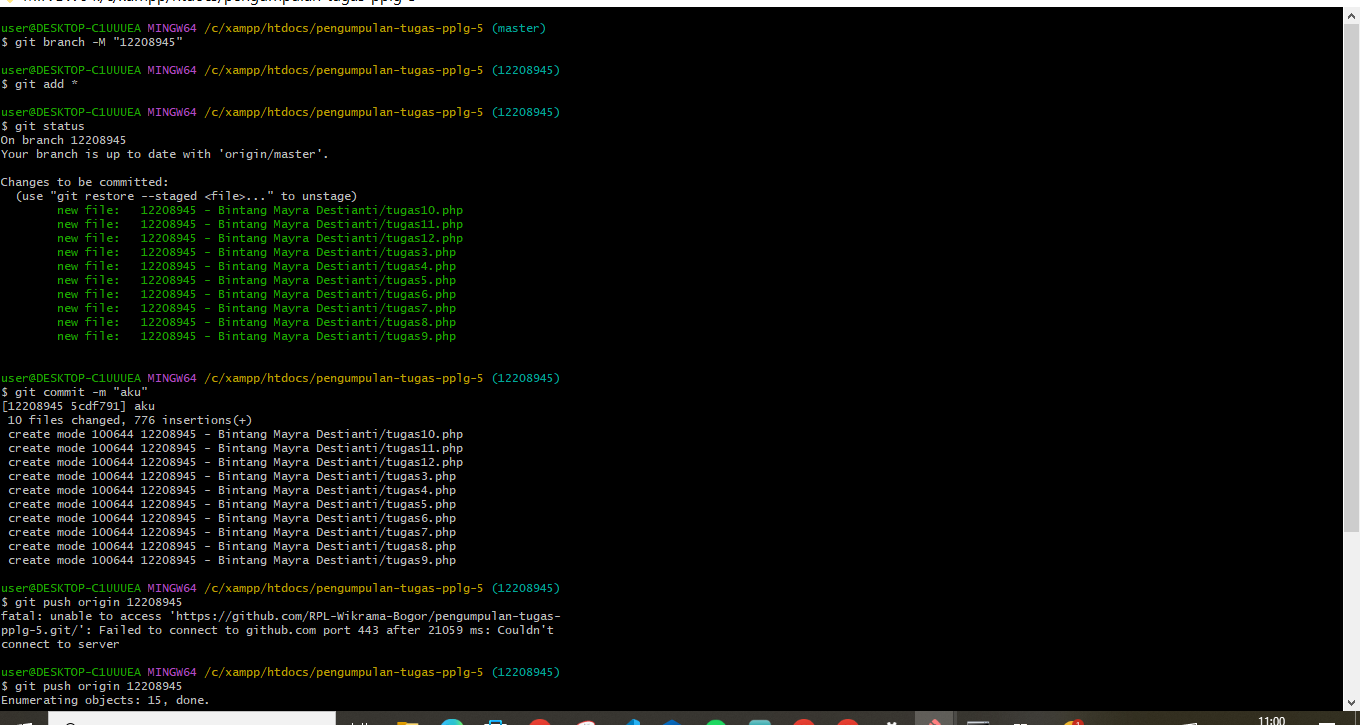 user@DESKTOP-C1UUUEA MINGW64 /c/xampp/htdocs/pengumpulan-tugas-pplg-5 (master)
$ git branch -M "12208945"
user@DESKTOP-C1UUUEA MINGW64 /c/xampp/htdocs/pengumpulan-tugas-pplg-5 (12208945)
$ git add *
user@DESKTOP-C1UUUEA MINGW64 /c/xampp/htdocs/pengumpulan-tugas-pplg-5 (12208945)
$ git status
On branch 12208945
Your branch is up to date with 'origin/master'.
Changes to be committed:
  (use "git restore --staged <file>..." to unstage)
        new file:   12208945 - Bintang Mayra Destianti/tugas10.php
        new file:   12208945 - Bintang Mayra Destianti/tugas11.php
        new file:   12208945 - Bintang Mayra Destianti/tugas12.php
        new file:   12208945 - Bintang Mayra Destianti/tugas3.php
        new file:   12208945 - Bintang Mayra Destianti/tugas4.php
        new file:   12208945 - Bintang Mayra Destianti/tugas5.php
        new file:   12208945 - Bintang Mayra Destianti/tugas6.php
        new file:   12208945 - Bintang Mayra Destianti/tugas7.php
        new file:   12208945 - Bintang Mayra Destianti/tugas8.php
        new file:   12208945 - Bintang Mayra Destianti/tugas9.php
user@DESKTOP-C1UUUEA MINGW64 /c/xampp/htdocs/pengumpulan-tugas-pplg-5 (12208945)
$ git commit -m "aku"
[12208945 5cdf791] aku
 10 files changed, 776 insertions(+)
 create mode 100644 12208945 - Bintang Mayra Destianti/tugas10.php
 create mode 100644 12208945 - Bintang Mayra Destianti/tugas11.php
 create mode 100644 12208945 - Bintang Mayra Destianti/tugas12.php
 create mode 100644 12208945 - Bintang Mayra Destianti/tugas3.php
 create mode 100644 12208945 - Bintang Mayra Destianti/tugas4.php
 create mode 100644 12208945 - Bintang Mayra Destianti/tugas5.php
 create mode 100644 12208945 - Bintang Mayra Destianti/tugas6.php
 create mode 100644 12208945 - Bintang Mayra Destianti/tugas7.php
 create mode 100644 12208945 - Bintang Mayra Destianti/tugas8.php
 create mode 100644 12208945 - Bintang Mayra Destianti/tugas9.php
user@DESKTOP-C1UUUEA MINGW64 /c/xampp/htdocs/pengumpulan-tugas-pplg-5 (12208945)
$ git push origin 12208945
fatal: unable to access 'https://github.com/RPL-Wikrama-Bogor/pengumpulan-tugas-
pplg-5.git/': Failed to connect to github.com port 443 after 21059 ms: Couldn't
connect to server
user@DESKTOP-C1UUUEA MINGW64 /c/xampp/htdocs/pengumpulan-tugas-pplg-5 (12208945)
$ git push origin 12208945
Enumerating objects: 15, done.
11:00